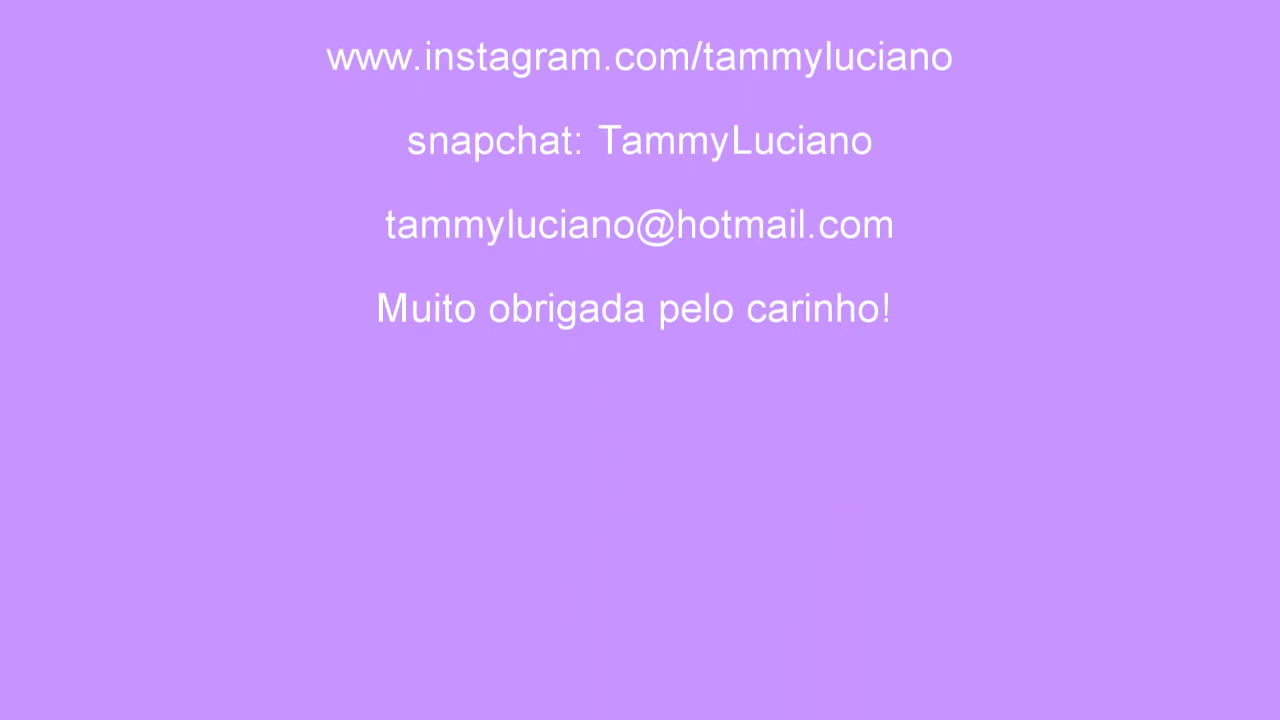 www.instagram.com/tammyluciano
snapchat: TammyLuciano
tammyluciano@hotmail.com
Muito obrigada pelo carinho!